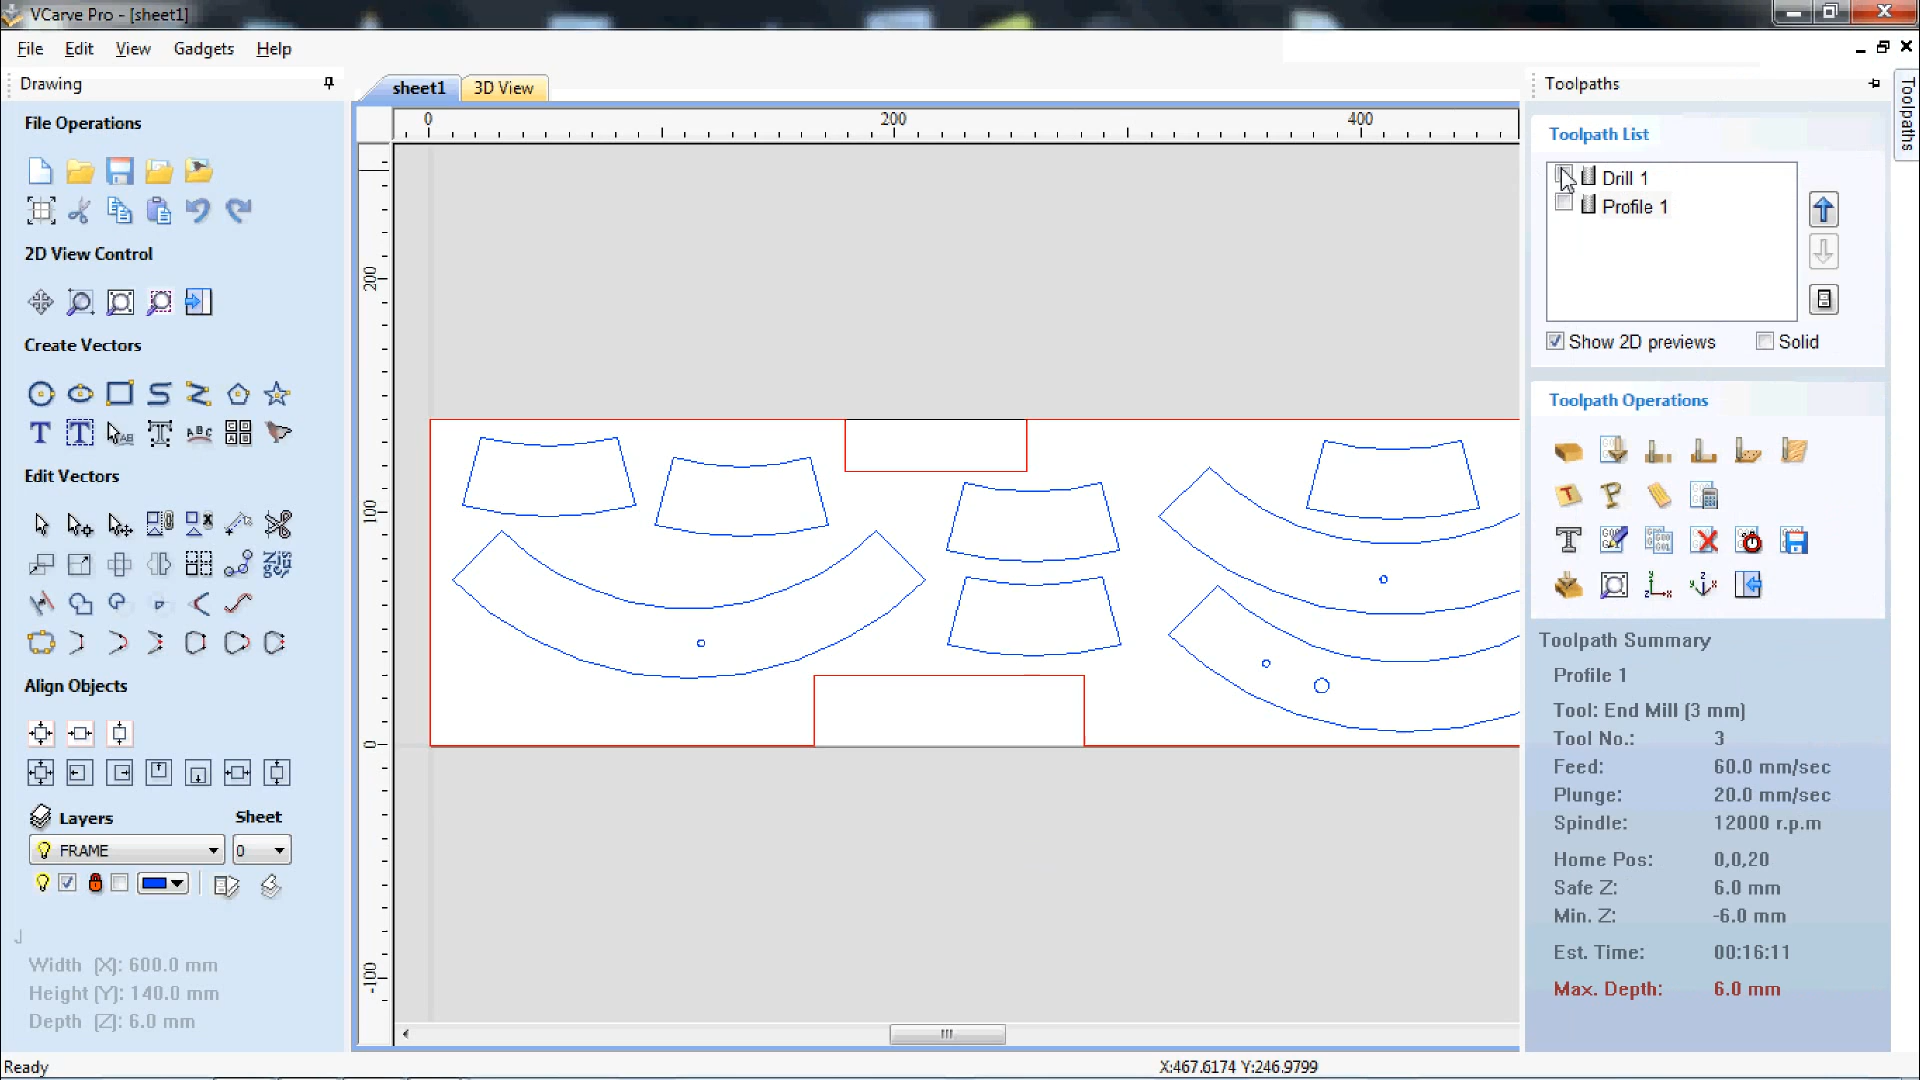 VCarve Pro - [sheet1]
File Edit View Gadgets Help
Drawing
File Operations
2D View Control
Create Vectors
Edit Vectors
Align Objects
Layers Sheet
FRAME 0
Width (X): 600.0 mm
Height (Y): 140.0 mm
Depth (Z): 6.0 mm
Ready
sheet1 3D View
0 200 400
200
100
0
-100
X:467.6174 Y:246.9799
Toolpaths
Toolpaths
Toolpath List
Drill 1
Profile 1
Show 2D previews Solid
Toolpath Operations
Toolpath Summary
Profile 1
Tool: End Mill (3 mm)
Tool No.: 3
Feed: 60.0 mm/sec
Plunge: 20.0 mm/sec
Spindle: 12000 r.p.m
Home Pos: 0,0,20
Safe Z: 6.0 mm
Min. Z: -6.0 mm
Est. Time: 00:16:11
Max. Depth: 6.0 mm